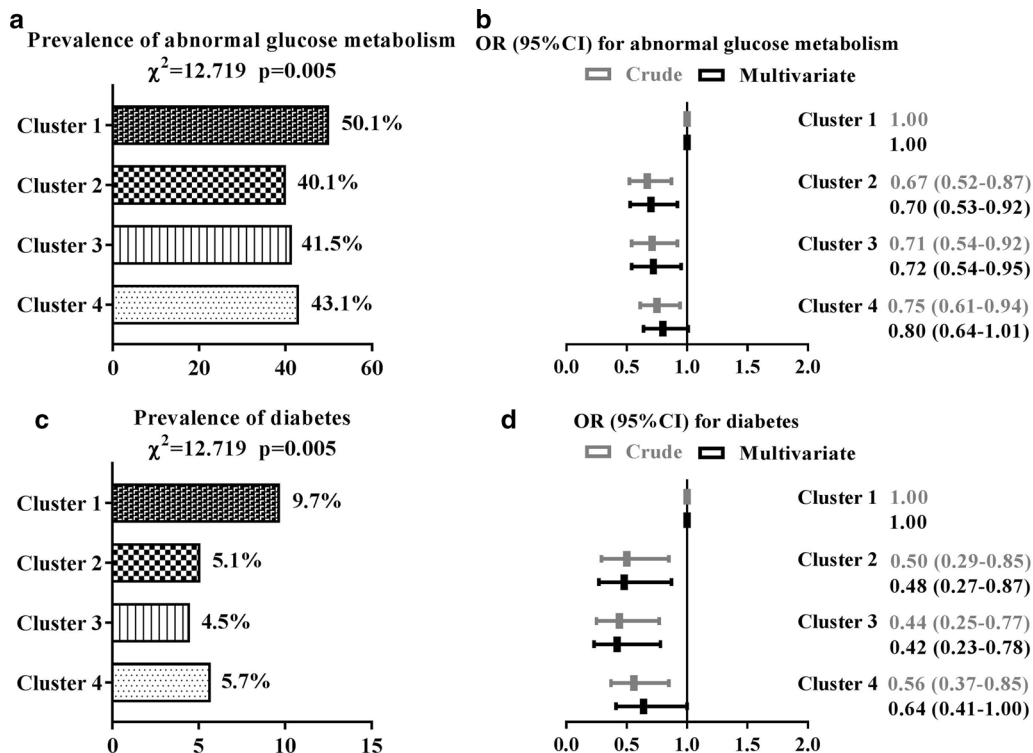 a
Prevalence of abnormal glucose metabolism
χ²=12.719 p=0.005
Cluster 1 50.1%
Cluster 2 40.1%
Cluster 3 41.5%
Cluster 4 43.1%
0 20 40 60
b
OR (95%CI) for abnormal glucose metabolism
Crude Multivariate
Cluster 1 1.00
1.00
Cluster 2 0.67 (0.52-0.87)
0.70 (0.53-0.92)
Cluster 3 0.71 (0.54-0.92)
0.72 (0.54-0.95)
Cluster 4 0.75 (0.61-0.94)
0.80 (0.64-1.01)
0.0 0.5 1.0 1.5 2.0
c
Prevalence of diabetes
χ²=12.719 p=0.005
Cluster 1 9.7%
Cluster 2 5.1%
Cluster 3 4.5%
Cluster 4 5.7%
0 5 10 15
d
OR (95%CI) for diabetes
Crude Multivariate
Cluster 1 1.00
1.00
Cluster 2 0.50 (0.29-0.85)
0.48 (0.27-0.87)
Cluster 3 0.44 (0.25-0.77)
0.42 (0.23-0.78)
Cluster 4 0.56 (0.37-0.85)
0.64 (0.41-1.00)
0.0 0.5 1.0 1.5 2.0